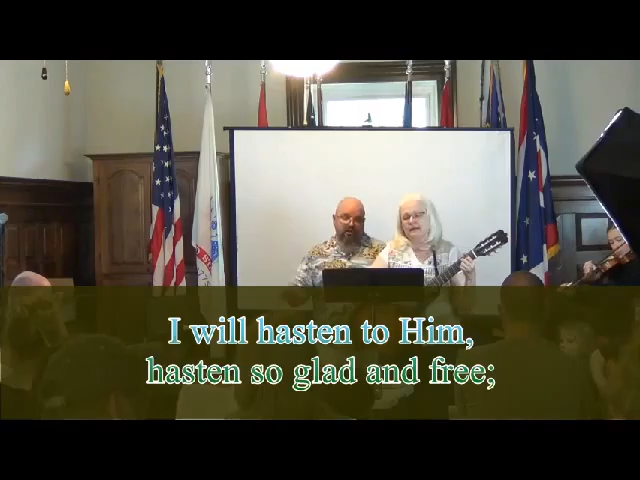 I will hasten to Him,
hasten so glad and free;